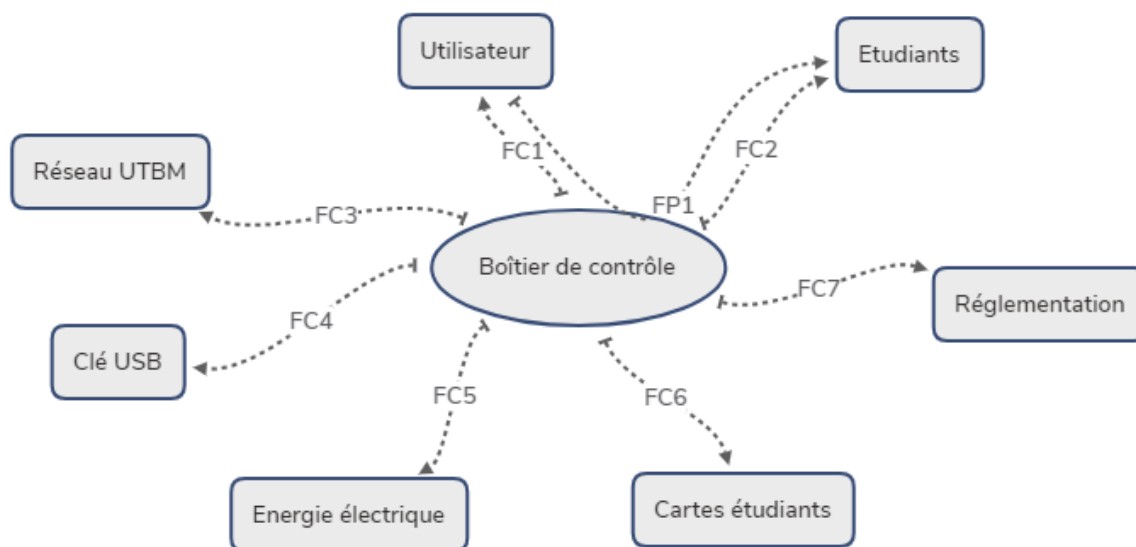 Utilisateur
Etudiants
FC1
FC2
Réseau UTBM
FC3
FP1
Boîtier de contrôle
FC7
Réglementation
FC4
Clé USB
FC5
FC6
Energie électrique
Cartes étudiants